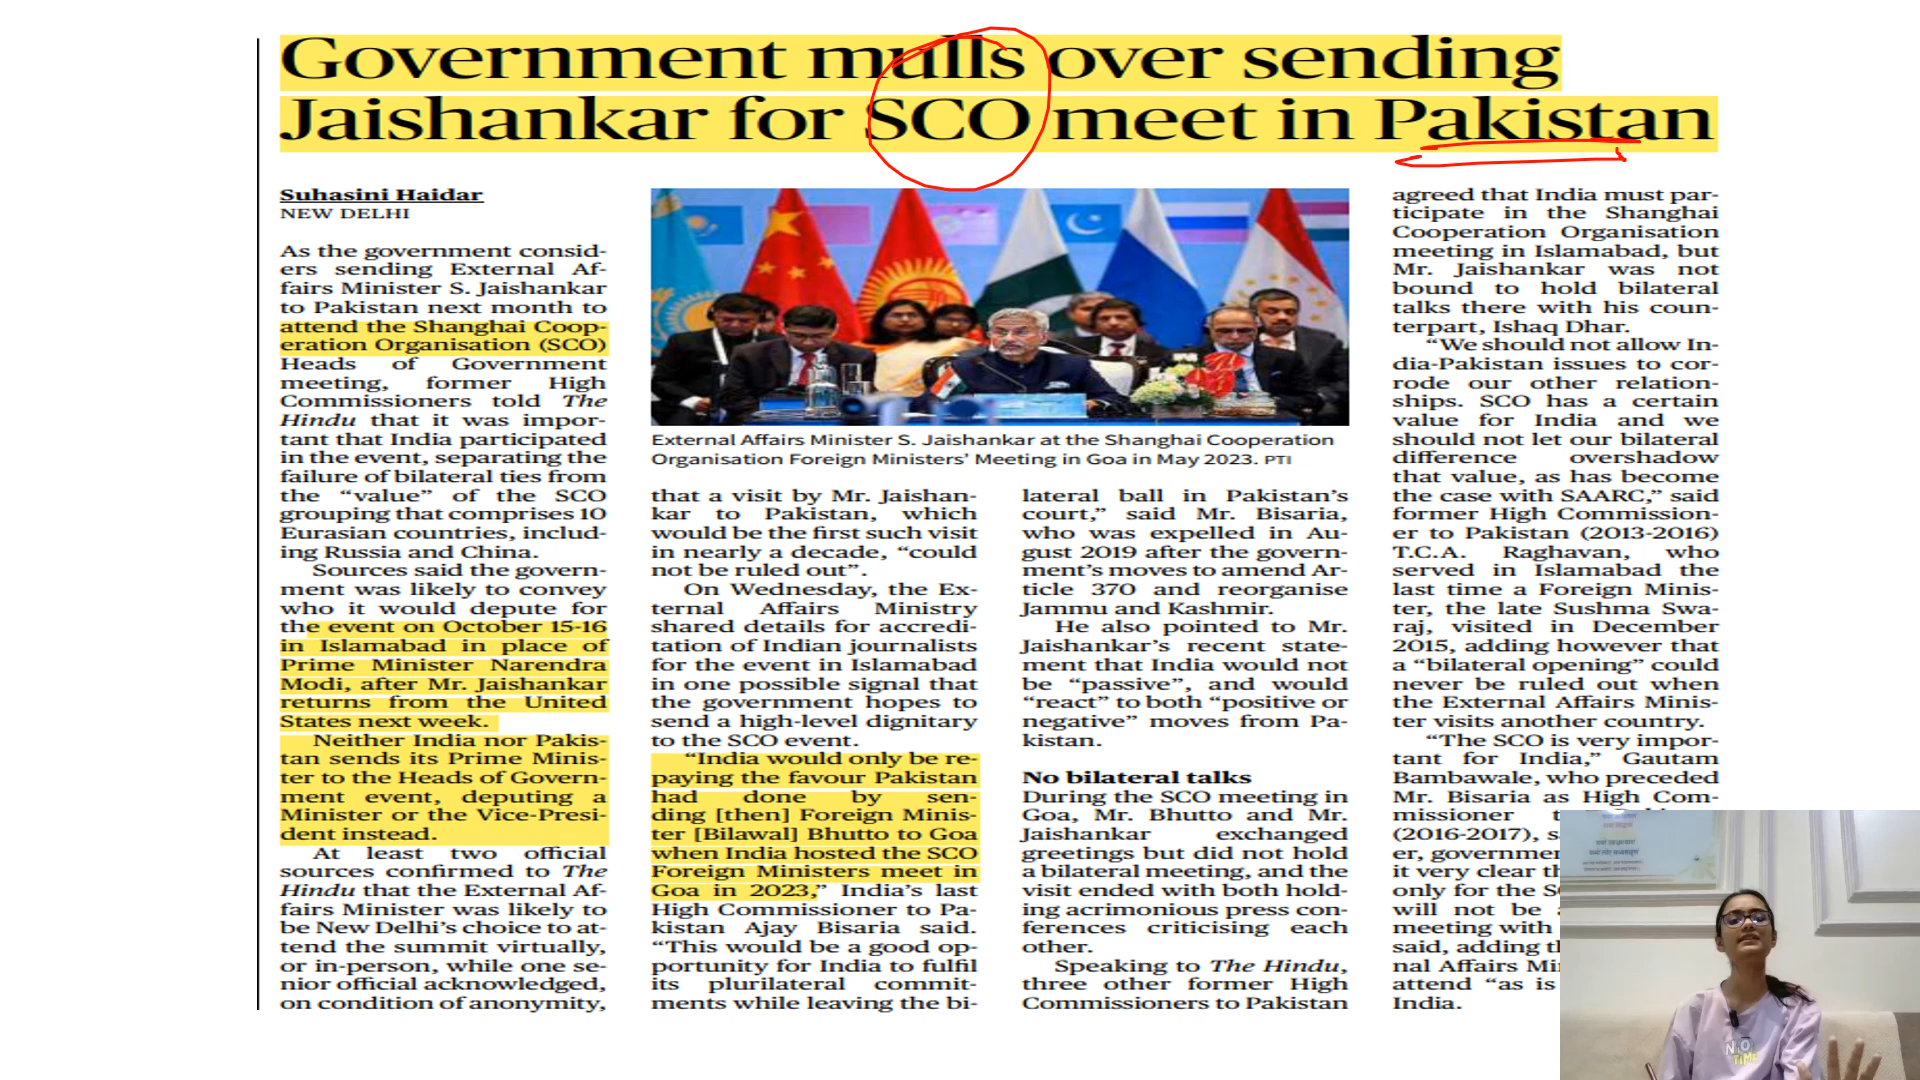 Government mulls over sending
Jaishankar for SCO meet in Pakistan
Suhasini Haidar
NEW DELHI
As the government consid-
ers sending External Af-
fairs Minister S. Jaishankar
to Pakistan next month to
attend the Shanghai Coop-
eration Organisation (SCO)
Heads of Government
meeting, former High
Commissioners told The
Hindu that it was impor-
tant that India participated
in the event, separating the
failure of bilateral ties from
the “value” of the SCO
grouping that comprises 10
Eurasian countries, includ-
ing Russia and China.
Sources said the govern-
ment was likely to convey
who it would depute for
the event on October 15-16
in Islamabad in place of
Prime Minister Narendra
Modi, after Mr. Jaishankar
returns from the United
States next week.
Neither India nor Pakis-
tan sends its Prime Minis-
ter to the Heads of Govern-
ment event, deputing a
Minister or the Vice-Presi-
dent instead.
At least two official
sources confirmed to The
Hindu that the External Af-
fairs Minister was likely to
be New Delhi’s choice to at-
tend the summit virtually,
or in-person, while one se-
nior official acknowledged,
on condition of anonymity,
External Affairs Minister S. Jaishankar at the Shanghai Cooperation
Organisation Foreign Ministers’ Meeting in Goa in May 2023. PTI
that a visit by Mr. Jaishan-
kar to Pakistan, which
would be the first such visit
in nearly a decade, “could
not be ruled out”.
On Wednesday, the Ex-
ternal Affairs Ministry
shared details for accredi-
tation of Indian journalists
for the event in Islamabad
in one possible signal that
the government hopes to
send a high-level dignitary
to the SCO event.
“India would only be re-
paying the favour Pakistan
had done by sen-
ding [then] Foreign Minis-
ter [Bilawal] Bhutto to Goa
when India hosted the SCO
Foreign Ministers meet in
Goa in 2023,” India’s last
High Commissioner to Pa-
kistan Ajay Bisaria said.
“This would be a good op-
portunity for India to fulfil
its plurilateral commit-
ments while leaving the bi-
lateral ball in Pakistan’s
court,” said Mr. Bisaria,
who was expelled in Au-
gust 2019 after the govern-
ment’s moves to amend Ar-
ticle 370 and reorganise
Jammu and Kashmir.
He also pointed to Mr.
Jaishankar’s recent state-
ment that India would not
be “passive”, and would
“react” to both “positive or
negative” moves from Pa-
kistan.
No bilateral talks
During the SCO meeting in
Goa, Mr. Bhutto and Mr.
Jaishankar exchanged
greetings but did not hold
a bilateral meeting, and the
visit ended with both hold-
ing acrimonious press con-
ferences criticising each
other.
Speaking to The Hindu,
three other former High
Commissioners to Pakistan
agreed that India must par-
ticipate in the Shanghai
Cooperation Organisation
meeting in Islamabad, but
Mr. Jaishankar was not
bound to hold bilateral
talks there with his coun-
terpart, Ishaq Dhar.
“We should not allow In-
dia-Pakistan issues to cor-
rode our other relation-
ships. SCO has a certain
value for India and we
should not let our bilateral
difference overshadow
that value, as has become
the case with SAARC,” said
former High Commission-
er to Pakistan (2013-2016)
T.C.A. Raghavan, who
served in Islamabad the
last time a Foreign Minis-
ter, the late Sushma Swa-
raj, visited in December
2015, adding however that
a “bilateral opening” could
never be ruled out when
the External Affairs Minis-
ter visits another country.
“The SCO is very impor-
tant for India,” Gautam
Bambawale, who preceded
Mr. Bisaria as High Com-
missioner
(2016-2017),
er,
it very clear
only for the
will not be
meeting with
said, adding
nal Affairs
attend “as is
India.
NO
TIME